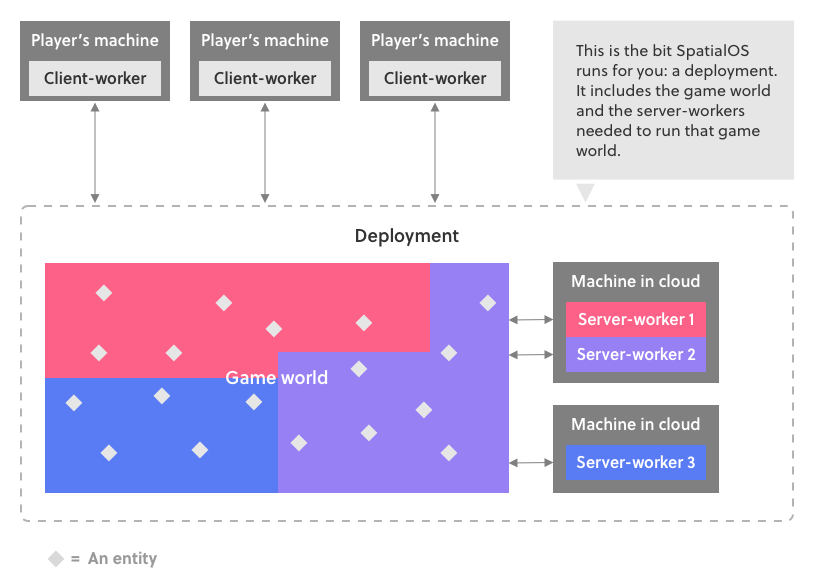 Player’s machine
Client-worker
Player’s machine
Client-worker
Player’s machine
Client-worker
This is the bit SpatialOS
runs for you: a deployment.
It includes the game world
and the server-workers
needed to run that game
world.
Deployment
Game world
Machine in cloud
Server-worker 1
Server-worker 2
Machine in cloud
Server-worker 3
= An entity